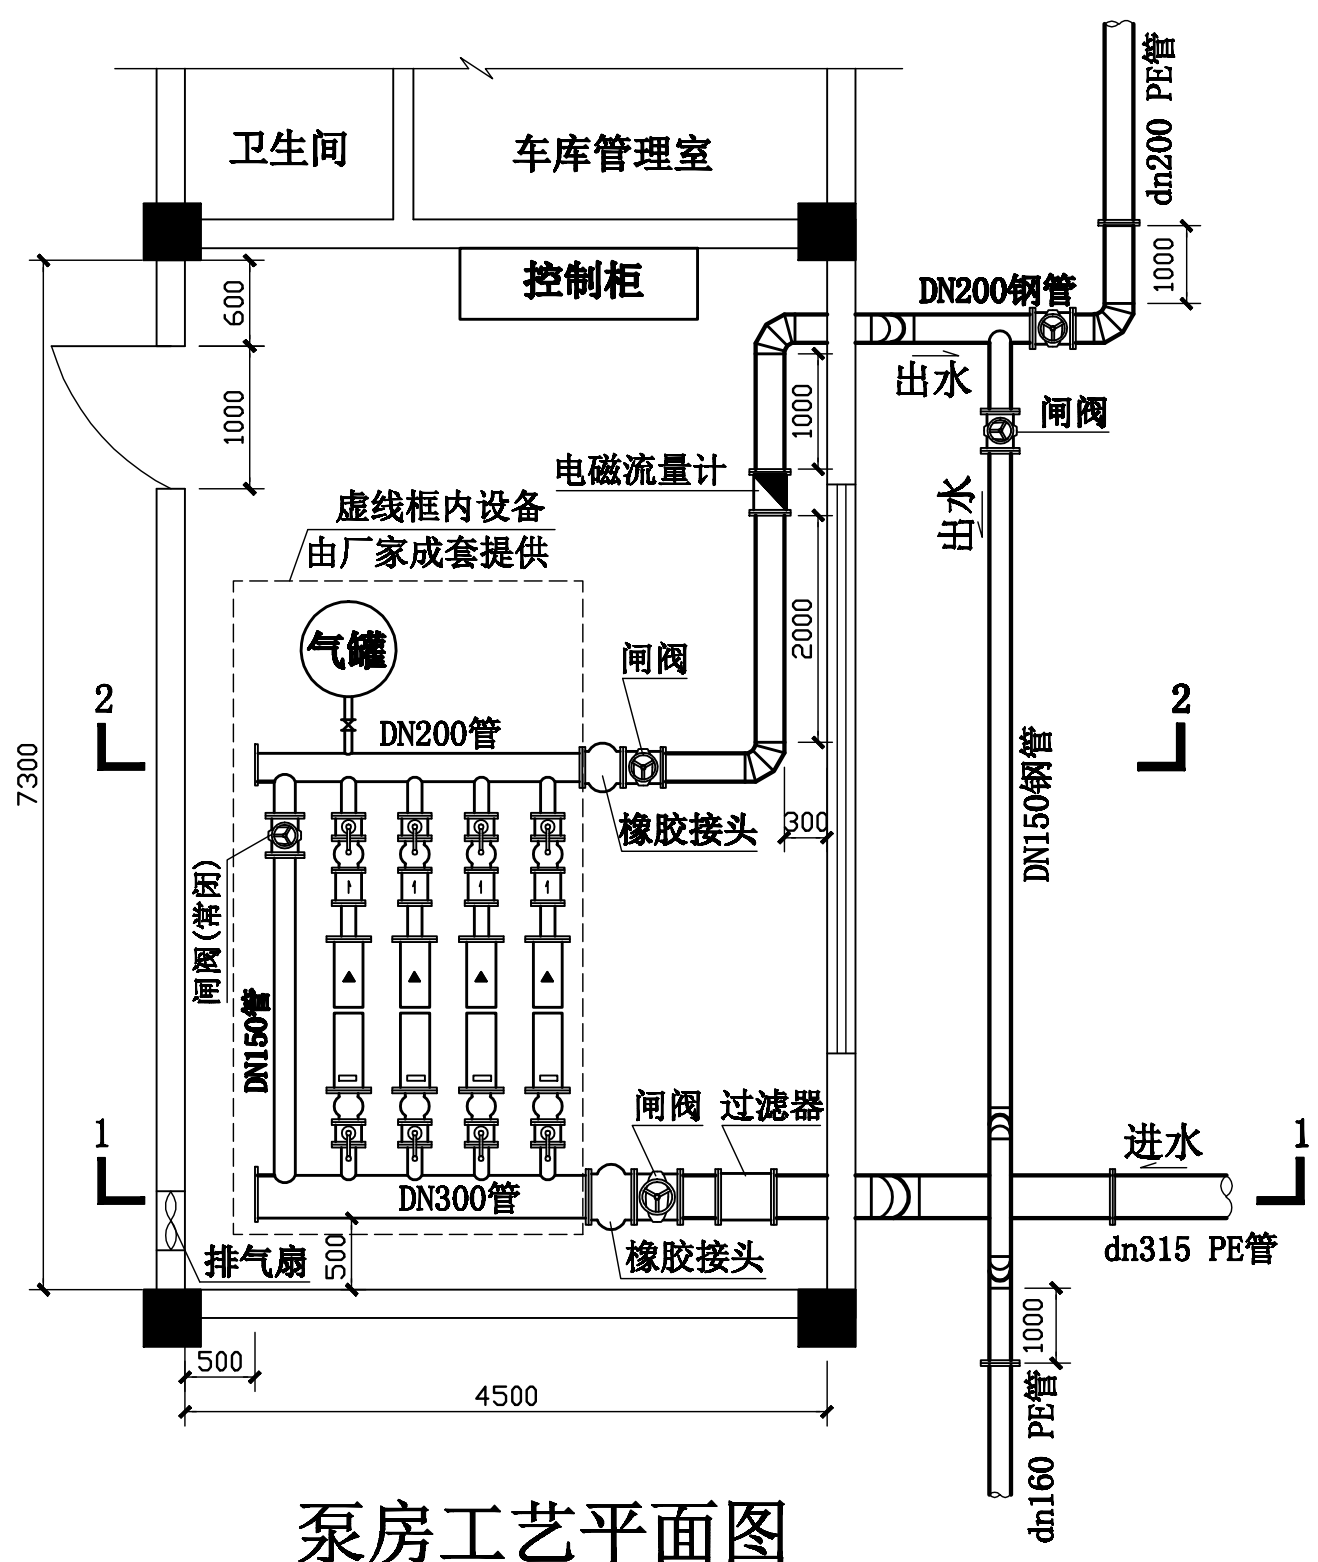 dn200 PE管
卫生间
车库管理室
控制柜
DN200钢管
1000
600
1000
出水
闸阀
1000
电磁流量计
出水
虚线框内设备
由厂家成套提供
气罐
2000
闸阀
2
2
DN200管
7300
DN150钢管
橡胶接头
300
闸阀(常闭)
DN150管
1
闸阀
过滤器
进水
1
DN300管
排气扇
500
橡胶接头
dn315 PE管
1000
500
4500
dn160 PE管
泵房工艺平面图